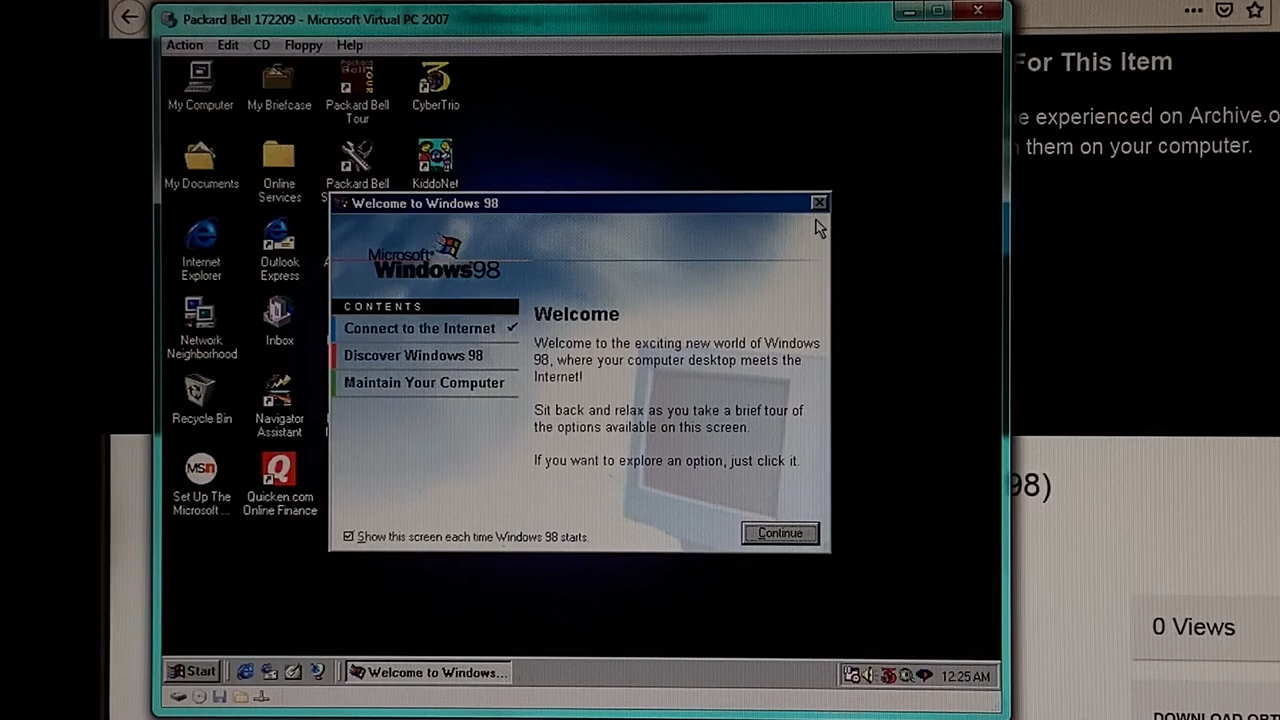 Packard Bell 172209 - Microsoft Virtual PC 2007
Action Edit CD Floppy Help
My Computer
My Briefcase
Packard Bell
TOUR
Packard Bell
Tour
CyberTrio
My Documents
Online
Services
Packard Bell
KiddoNet
Internet
Explorer
Outlook
Express
Network
Neighborhood
Inbox
Recycle Bin
Navigator
Assistant
msn
Set Up The
Microsoft ...
Q
Quicken.com
Online Finance
Welcome to Windows 98
Microsoft
Windows98
CONTENTS
Connect to the Internet
Discover Windows 98
Maintain Your Computer
Welcome
Welcome to the exciting new world of Windows
98, where your computer desktop meets the
Internet!
Sit back and relax as you take a brief tour of
the options available on this screen.
If you want to explore an option, just click it.
Show this screen each time Windows 98 starts.
Continue
Start
Welcome to Windows...
12:25 AM
For This Item
e experienced on Archive.o
them on your computer.
98)
0 Views
DOWNLOAD OPT